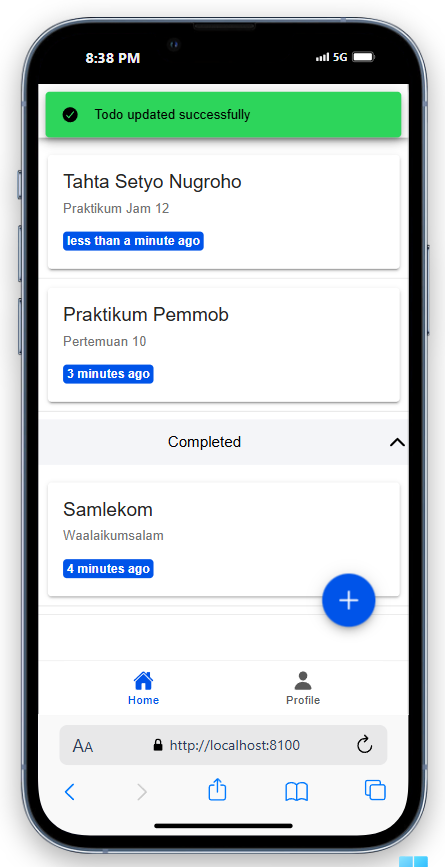 8:38 PM
5G
Todo updated successfully
Tahta Setyo Nugroho
Praktikum Jam 12
less than a minute ago
Praktikum Pemmob
Pertemuan 10
3 minutes ago
Completed
Samlekom
Waalaikumsalam
4 minutes ago
Home
Profile
AA
http://localhost:8100